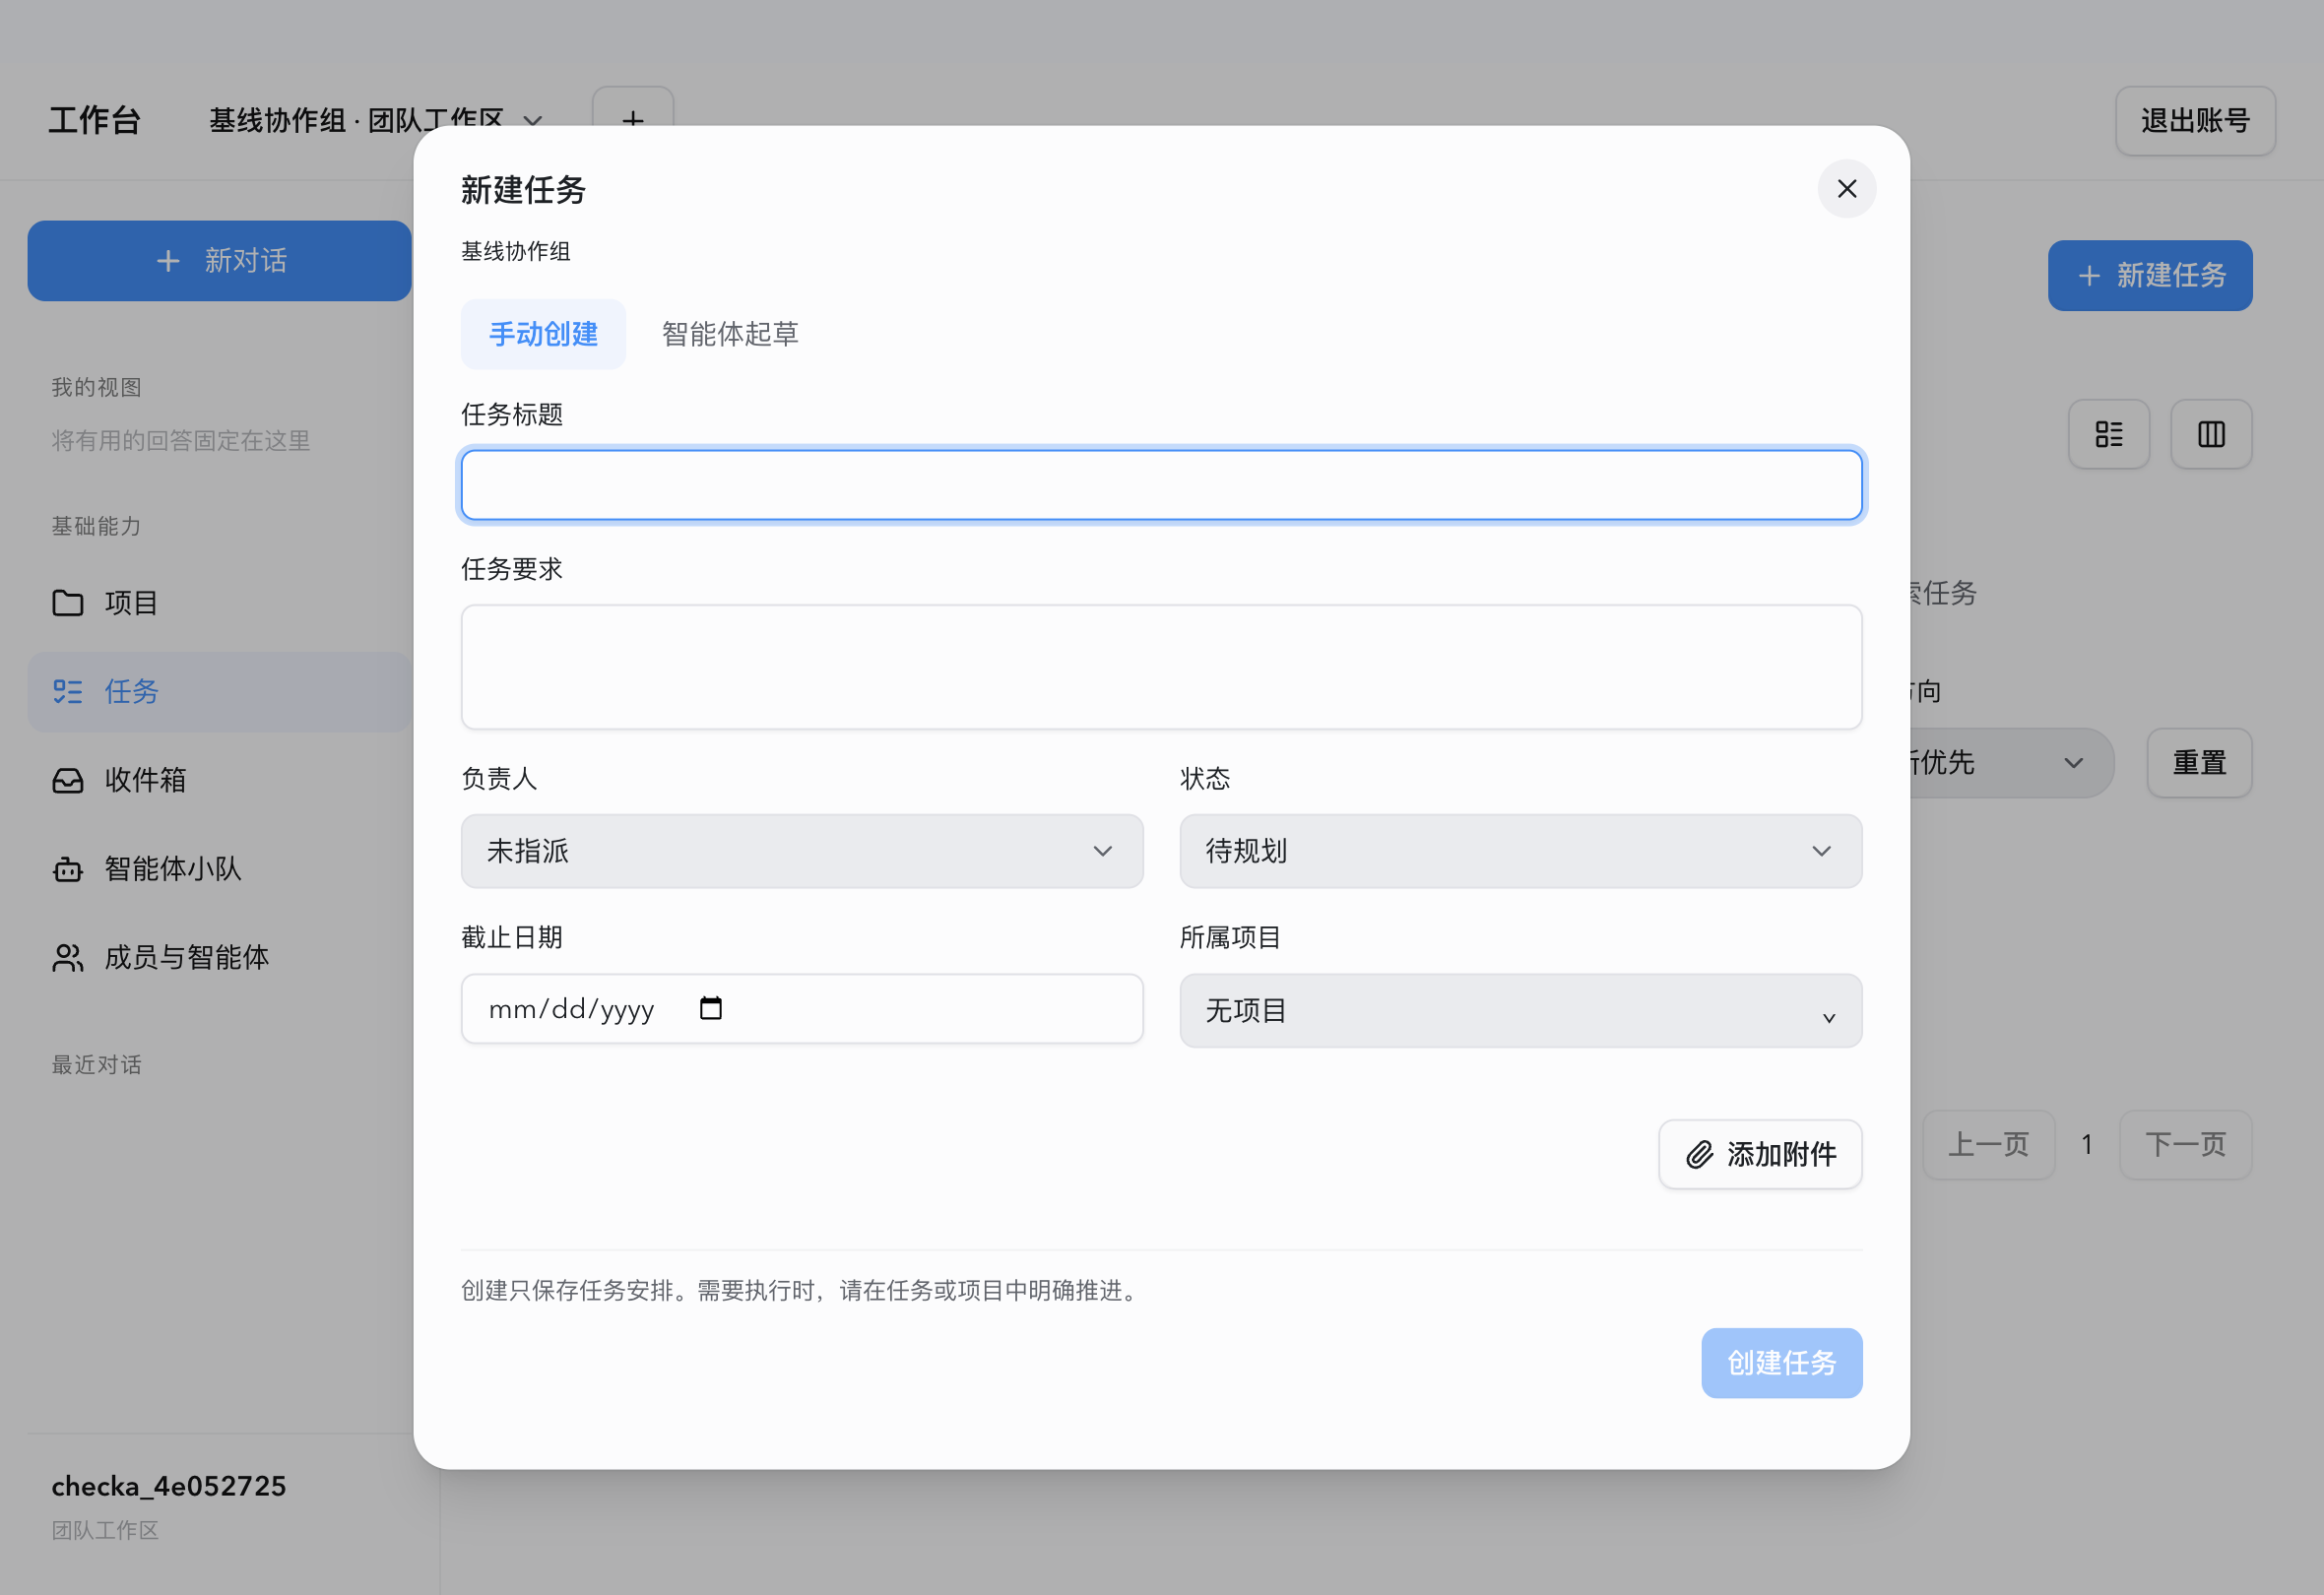 工作台
基线协作组 · 团队工作区
退出账号
新对话
我的视图
将有用的回答固定在这里
基础能力
项目
任务
收件箱
智能体小队
成员与智能体
最近对话
checka_4e052725
团队工作区
新建任务
基线协作组
手动创建 智能体起草
任务标题
任务要求
负责人 状态
未指派 待规划
截止日期 所属项目
mm/dd/yyyy 无项目
添加附件
创建只保存任务安排。需要执行时，请在任务或项目中明确推进。
创建任务
新建任务
任务
向
优先
重置
上一页 1 下一页